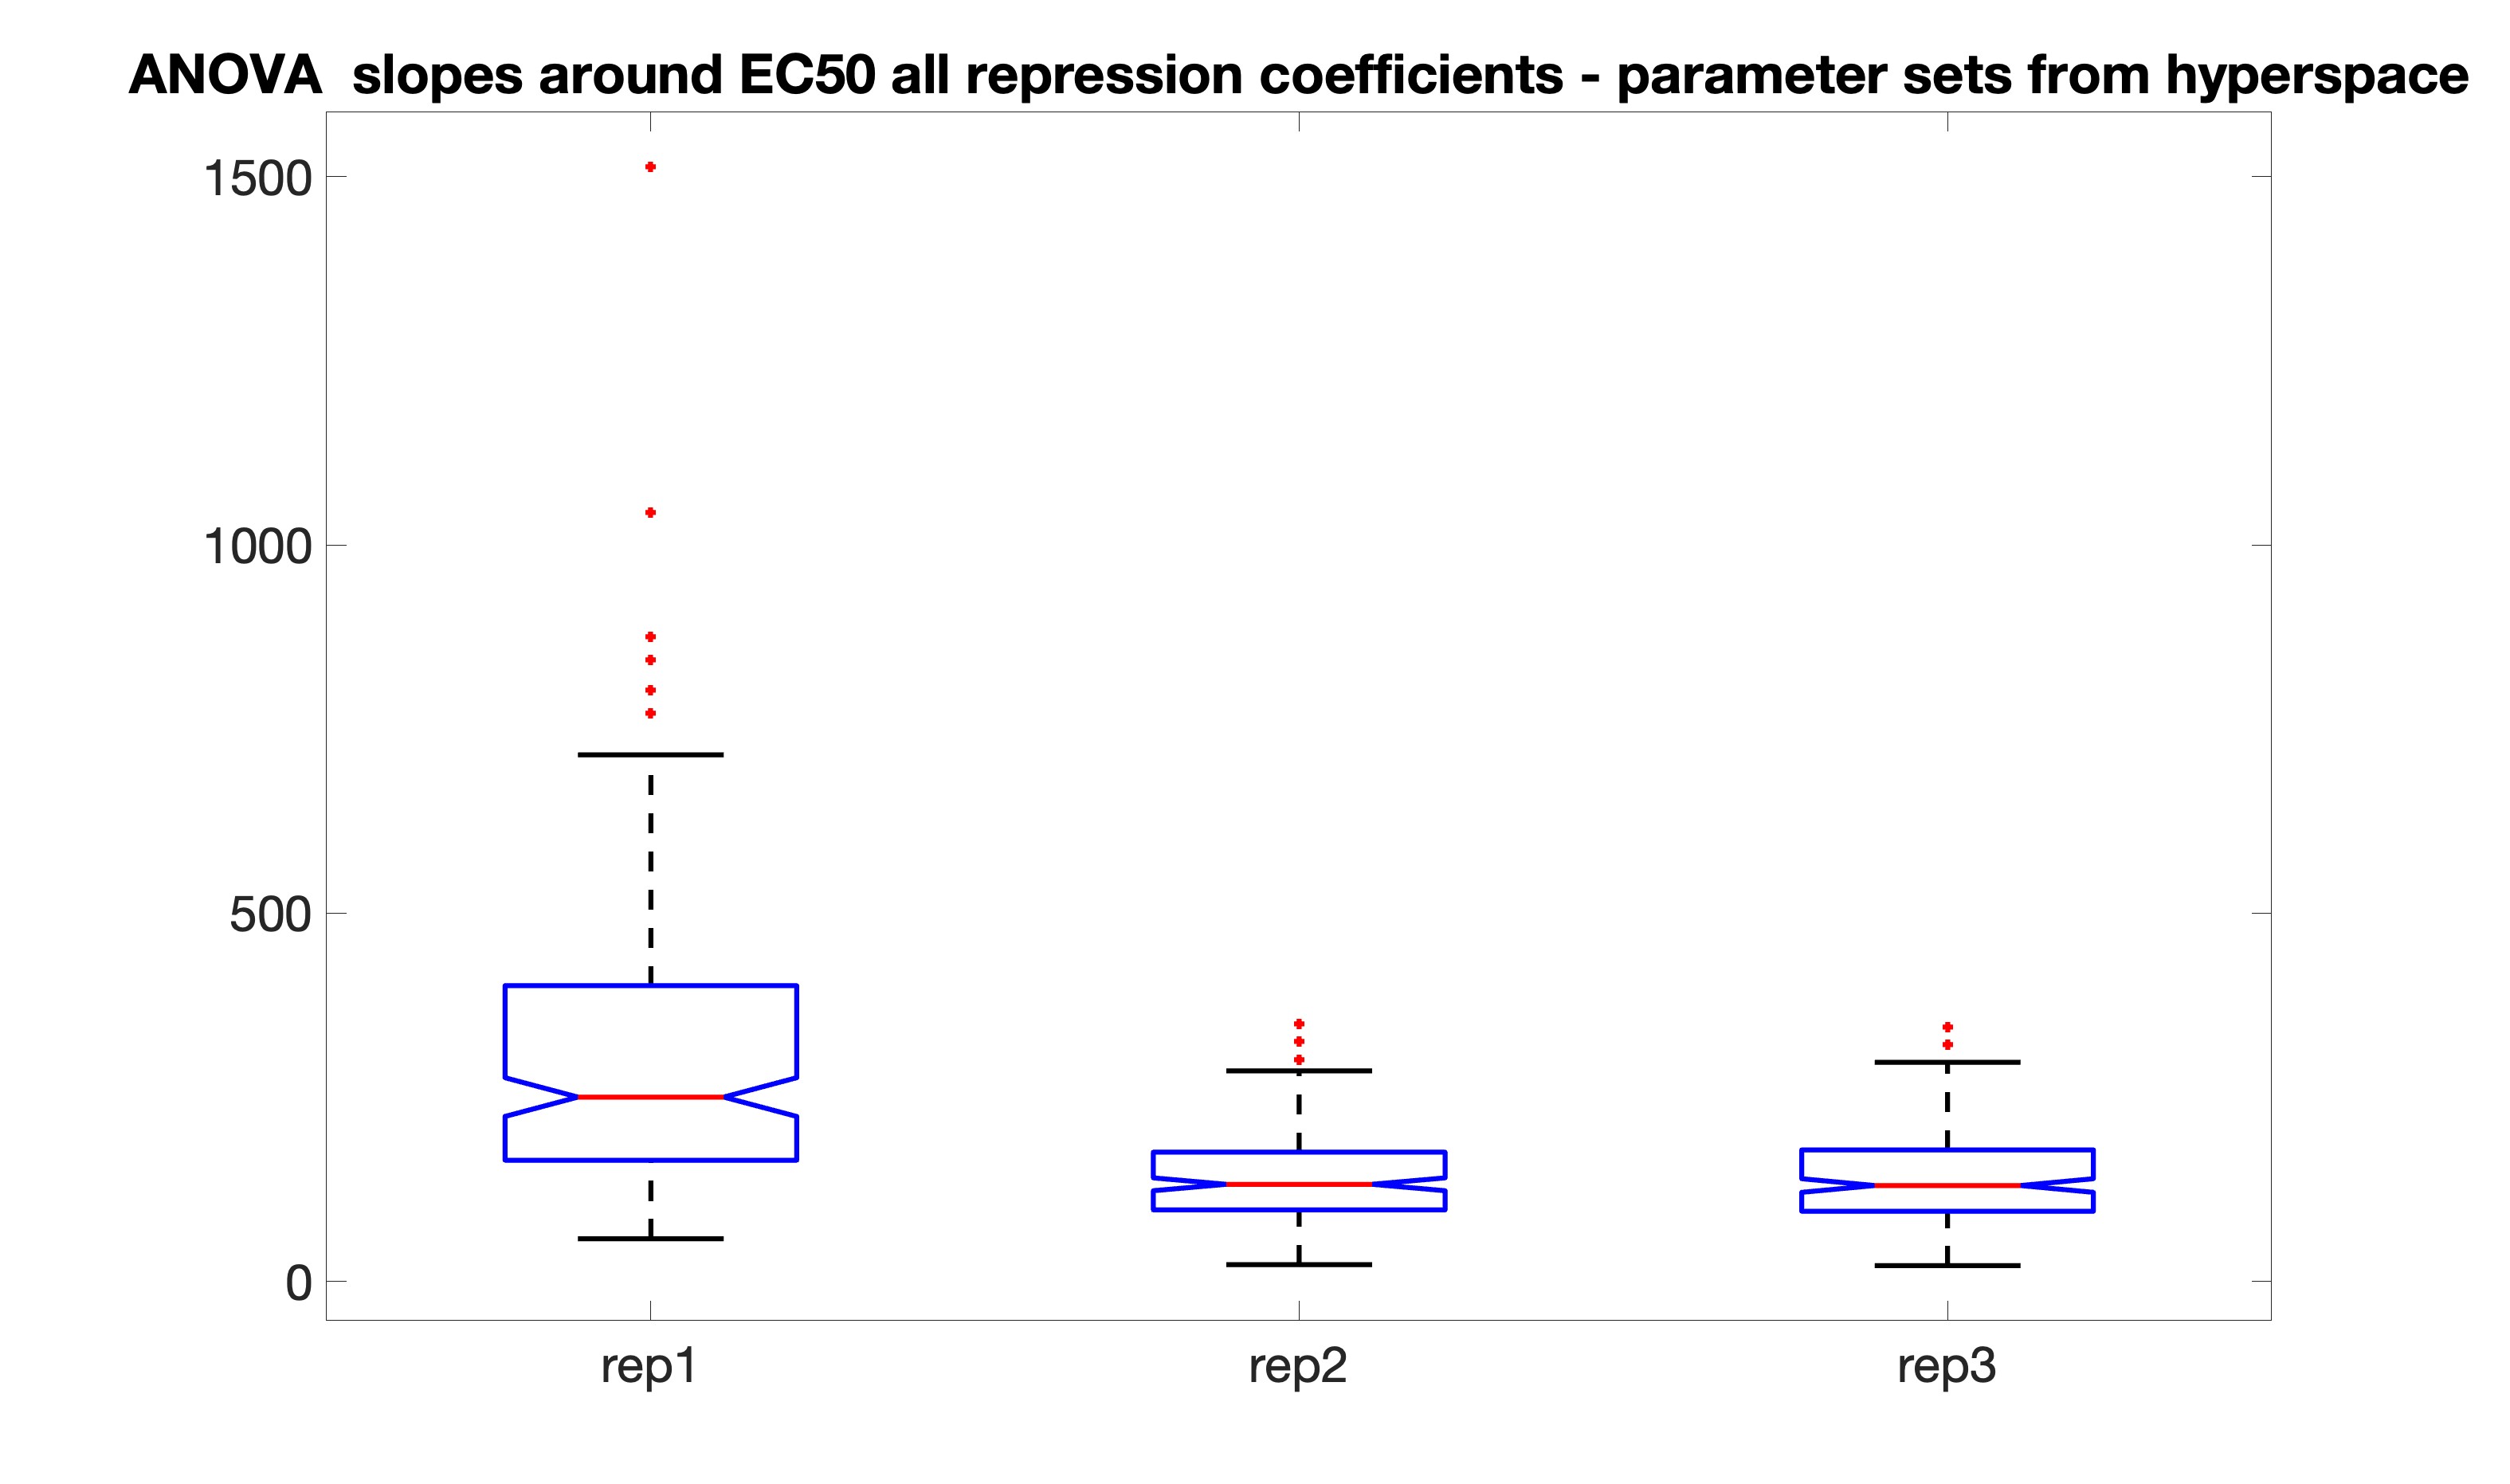 ANOVA slopes around EC50 all repression coefficients - parameter sets from hyperspace
1500
1000
500
0
rep1 rep2 rep3